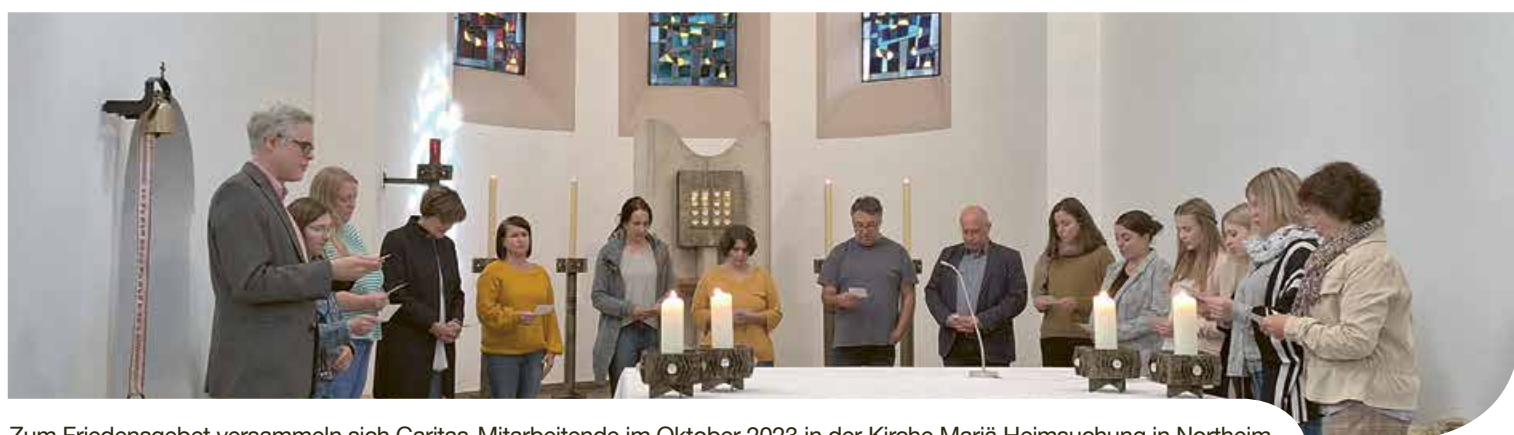 Zum Friedensgebet versammeln sich Caritas-Mitarbeitende im Oktober 2023 in der Kirche Mariä Heimsuchung in Northeim